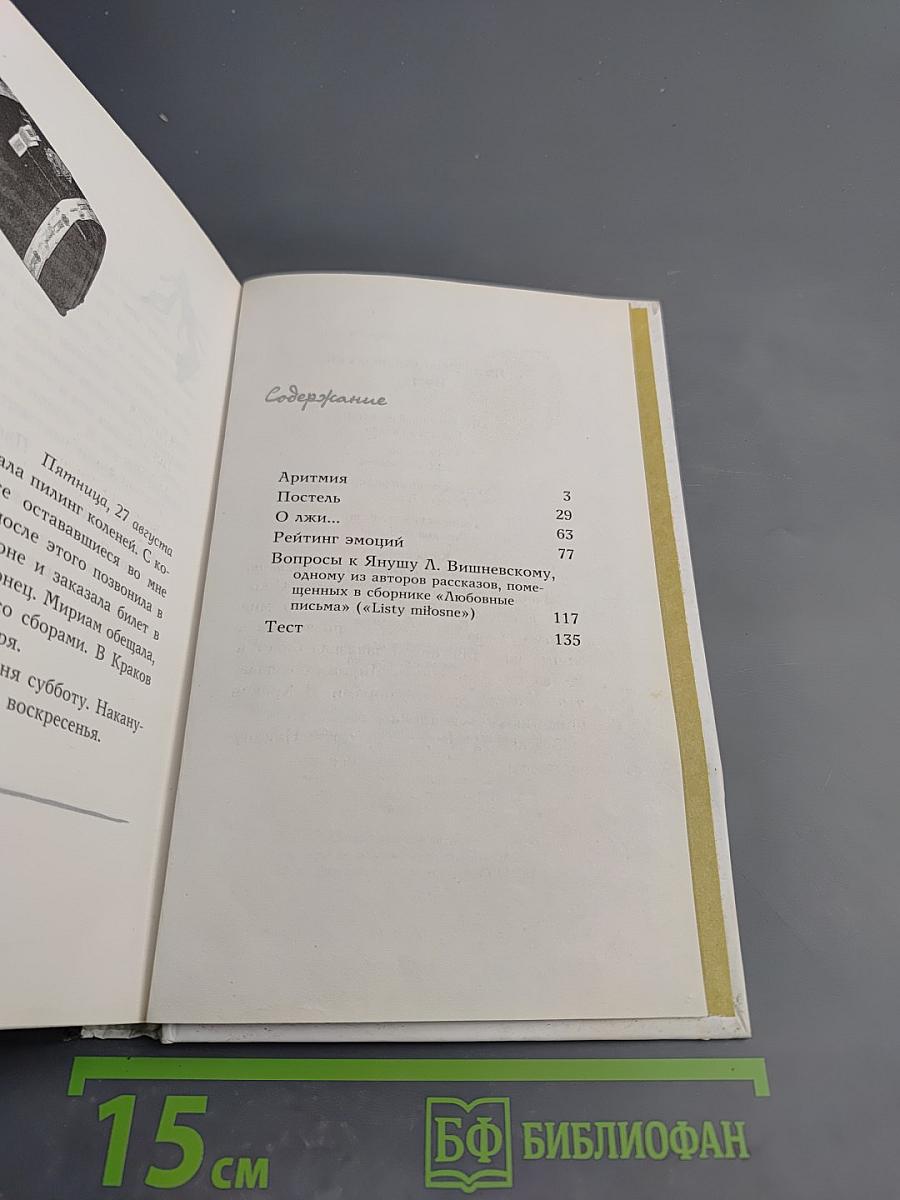 Пятница, 27 августа
ала пилинг коленей. С ко-
е остававшиеся во мне
после этого позвонила в
оне и заказала билет в
онец. Мириам обещала,
о сборами. В Краков
ря.
ня субботу. Накану-
воскресенья.
Содержание
Аритмия 3
Постель 29
О лжи... 63
Рейтинг эмоций 77
Вопросы к Янушу Л. Вишневскому,
одному из авторов рассказов, поме-
щенных в сборнике «Любовные
письма» («Listy miłosne») 117
Тест 135
15 см
БФ БИБЛИОФАН